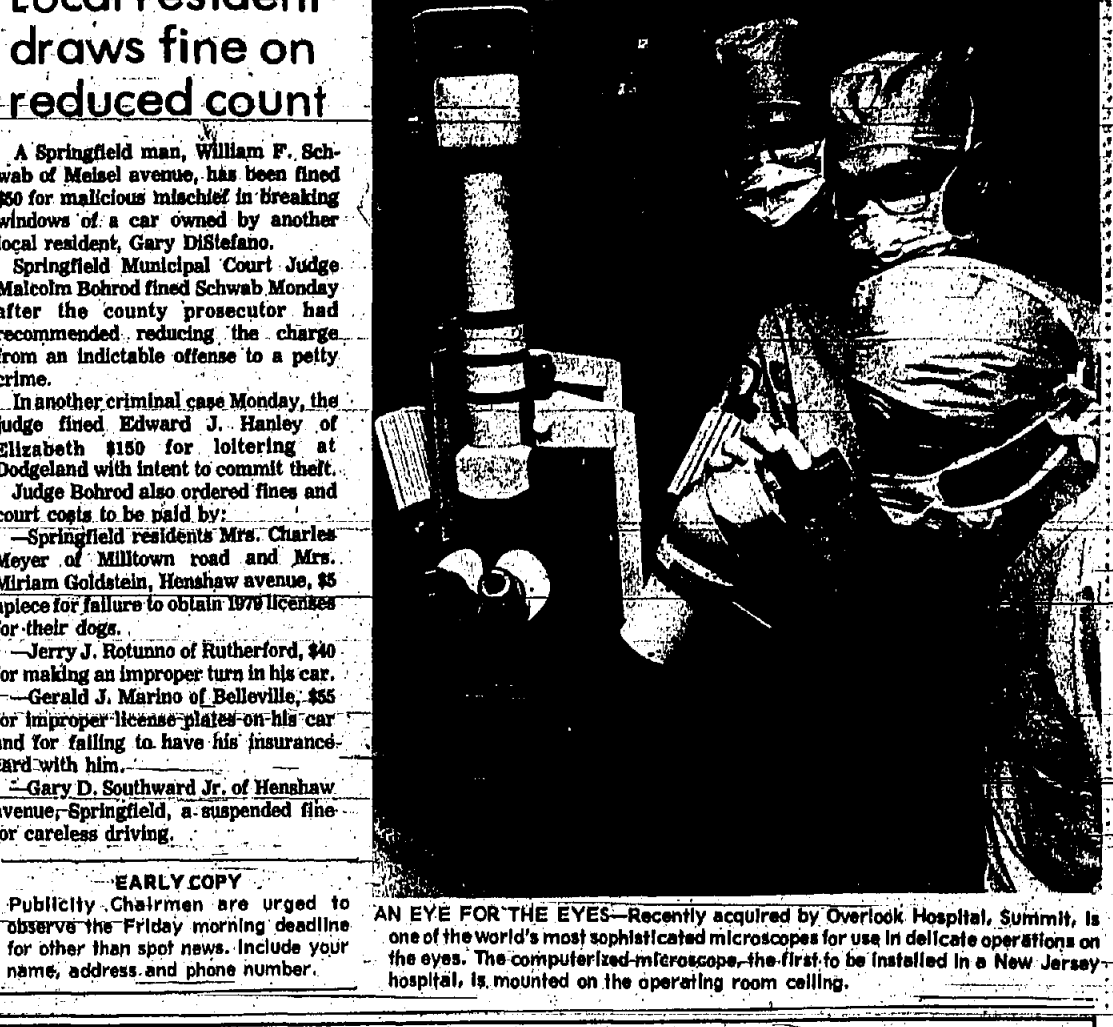 Local resident
draws fine on
reduced count
A Springfield man, William F. Sch-
wab of Meisel avenue, has been fined
$50 for malicious mischief in breaking
windows of a car owned by another
local resident, Gary DiStefano.
Springfield Municipal Court Judge
Malcolm Bohrod fined Schwab Monday
after the county prosecutor had
recommended reducing the charge
from an indictable offense to a petty
crime.
In another criminal case Monday, the
judge fined Edward J. Hanley of
Elizabeth $150 for loitering at
Dodgeland with intent to commit theft.
Judge Bohrod also ordered fines and
court costs to be paid by:
—Springfield residents Mrs. Charles
Meyer of Milltown road and Mrs.
Miriam Goldstein, Henshaw avenue, $5
apiece for failure to obtain 1979 licenses
for their dogs.
—Jerry J. Rotunno of Rutherford, $40
for making an improper turn in his car.
—Gerald J. Marino of Belleville, $55
for improper license plates on his car
and for failing to have his insurance
card with him.
—Gary D. Southward Jr. of Henshaw
avenue, Springfield, a suspended fine
for careless driving.
EARLY COPY
Publicity Chairmen are urged to
observe the Friday morning deadline
for other than spot news. Include your
name, address and phone number.
AN EYE FOR THE EYES—Recently acquired by Overlook Hospital, Summit, is
one of the world's most sophisticated microscopes for use in delicate operations on
the eyes. The computerized microscope, the first to be installed in a New Jersey
hospital, is mounted on the operating room ceiling.